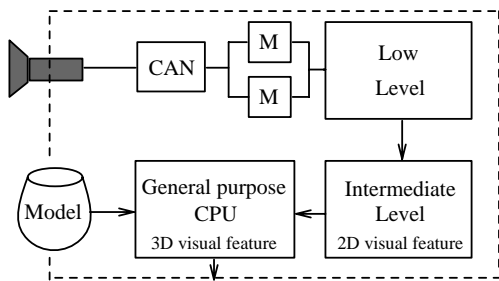 CAN
M
M
Low
Level
Model
General purpose
CPU
3D visual feature
Intermediate
Level
2D visual feature